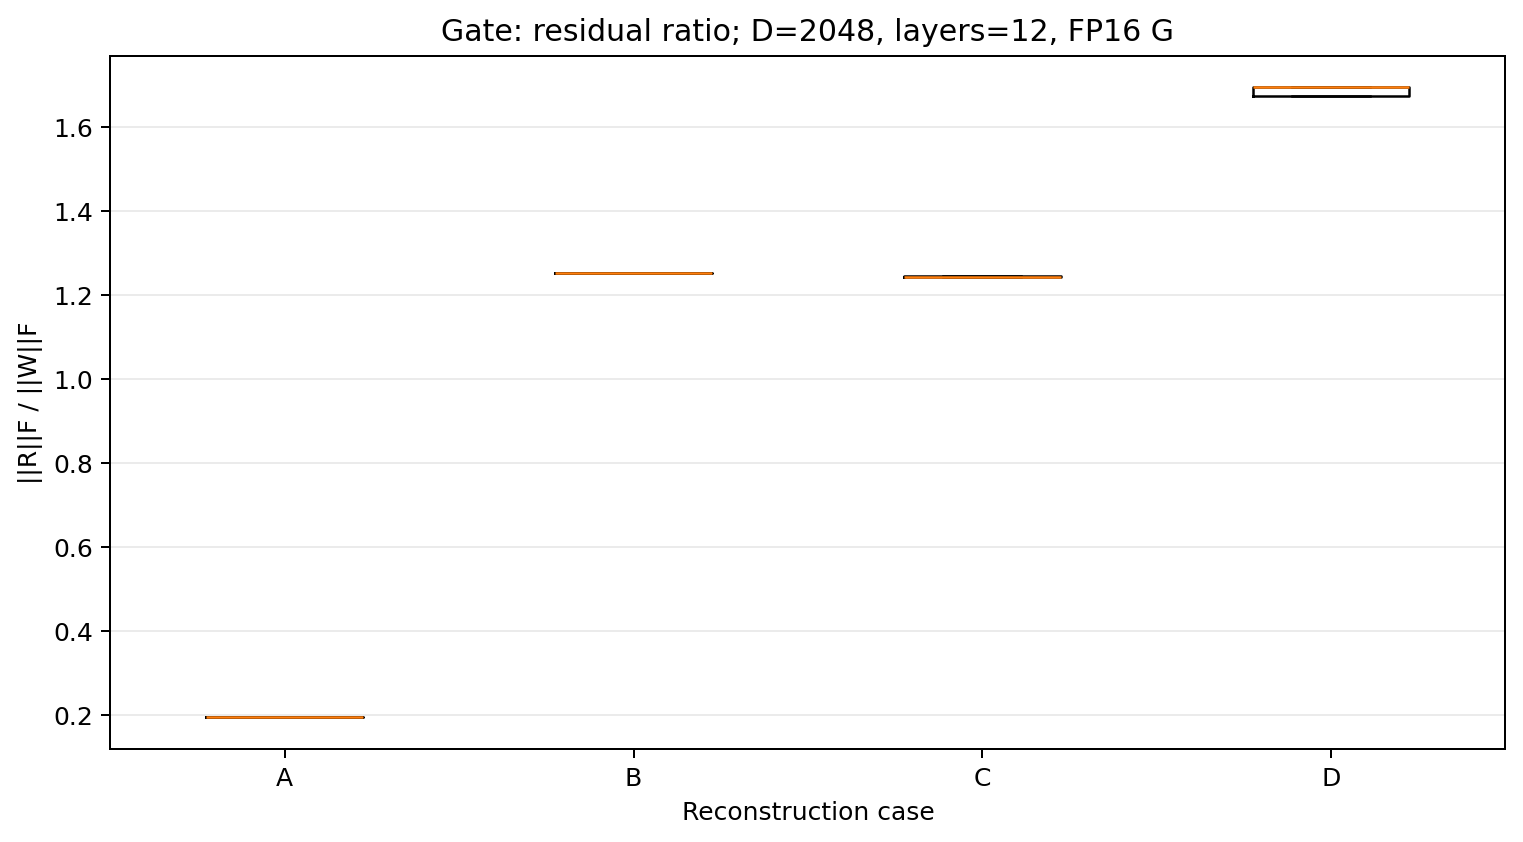 Gate: residual ratio; D=2048, layers=12, FP16 G
||R||F / ||W||F
1.6
1.4
1.2
1.0
0.8
0.6
0.4
0.2
A B C D
Reconstruction case